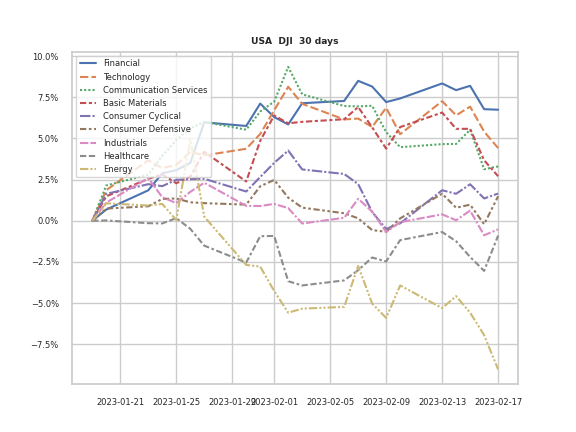 USA DJI 30 days
10.0%
7.5%
5.0%
2.5%
0.0%
−2.5%
−5.0%
−7.5%
Financial
Technology
Communication Services
Basic Materials
Consumer Cyclical
Consumer Defensive
Industrials
Healthcare
Energy
2023-01-21 2023-01-25 2023-01-29 2023-02-01 2023-02-05 2023-02-09 2023-02-13 2023-02-17